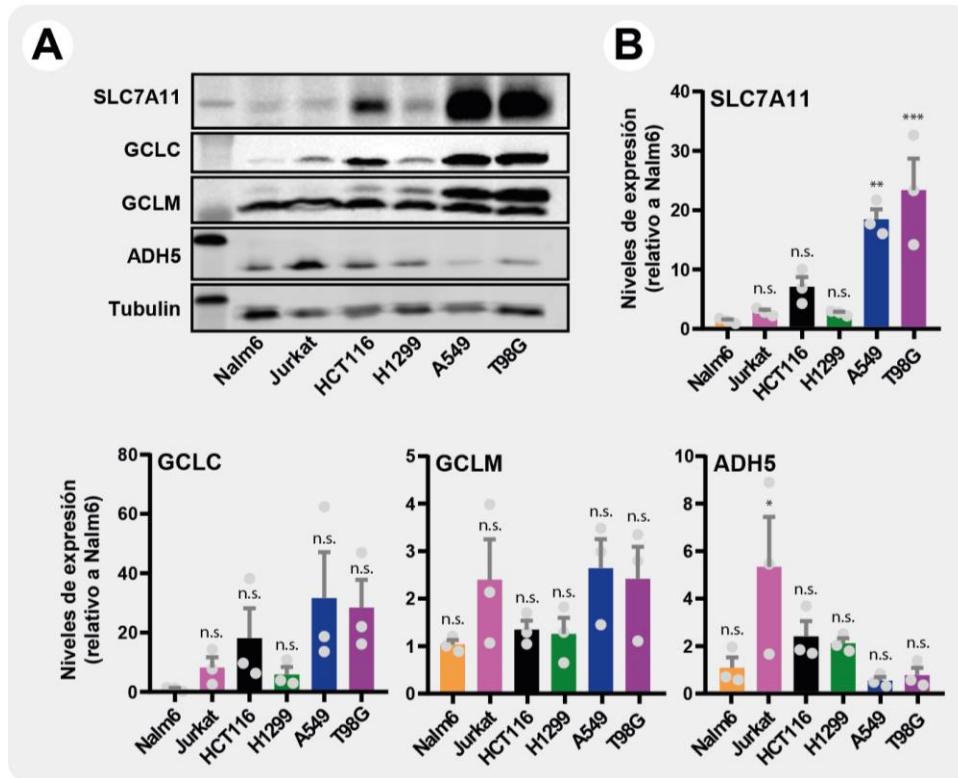 A
SLC7A11
GCLC
GCLM
ADH5
Tubulin
Nalm6
Jurkat
HCT116
H1299
A549
T98G
B
SLC7A11
Niveles de expresión
(relativo a Nalm6)
40
30
20
10
0
n.s.
n.s.
n.s.
**
***
Nalm6
Jurkat
HCT116
H1299
A549
T98G
GCLC
Niveles de expresión
(relativo a Nalm6)
80
60
40
20
0
n.s.
n.s.
n.s.
n.s.
n.s.
Nalm6
Jurkat
HCT116
H1299
A549
T98G
GCLM
5
4
3
2
1
0
n.s.
n.s.
n.s.
n.s.
n.s.
n.s.
Nalm6
Jurkat
HCT116
H1299
A549
T98G
ADH5
10
8
6
4
2
0
n.s.
*
n.s.
n.s.
n.s.
n.s.
Nalm6
Jurkat
HCT116
H1299
A549
T98G